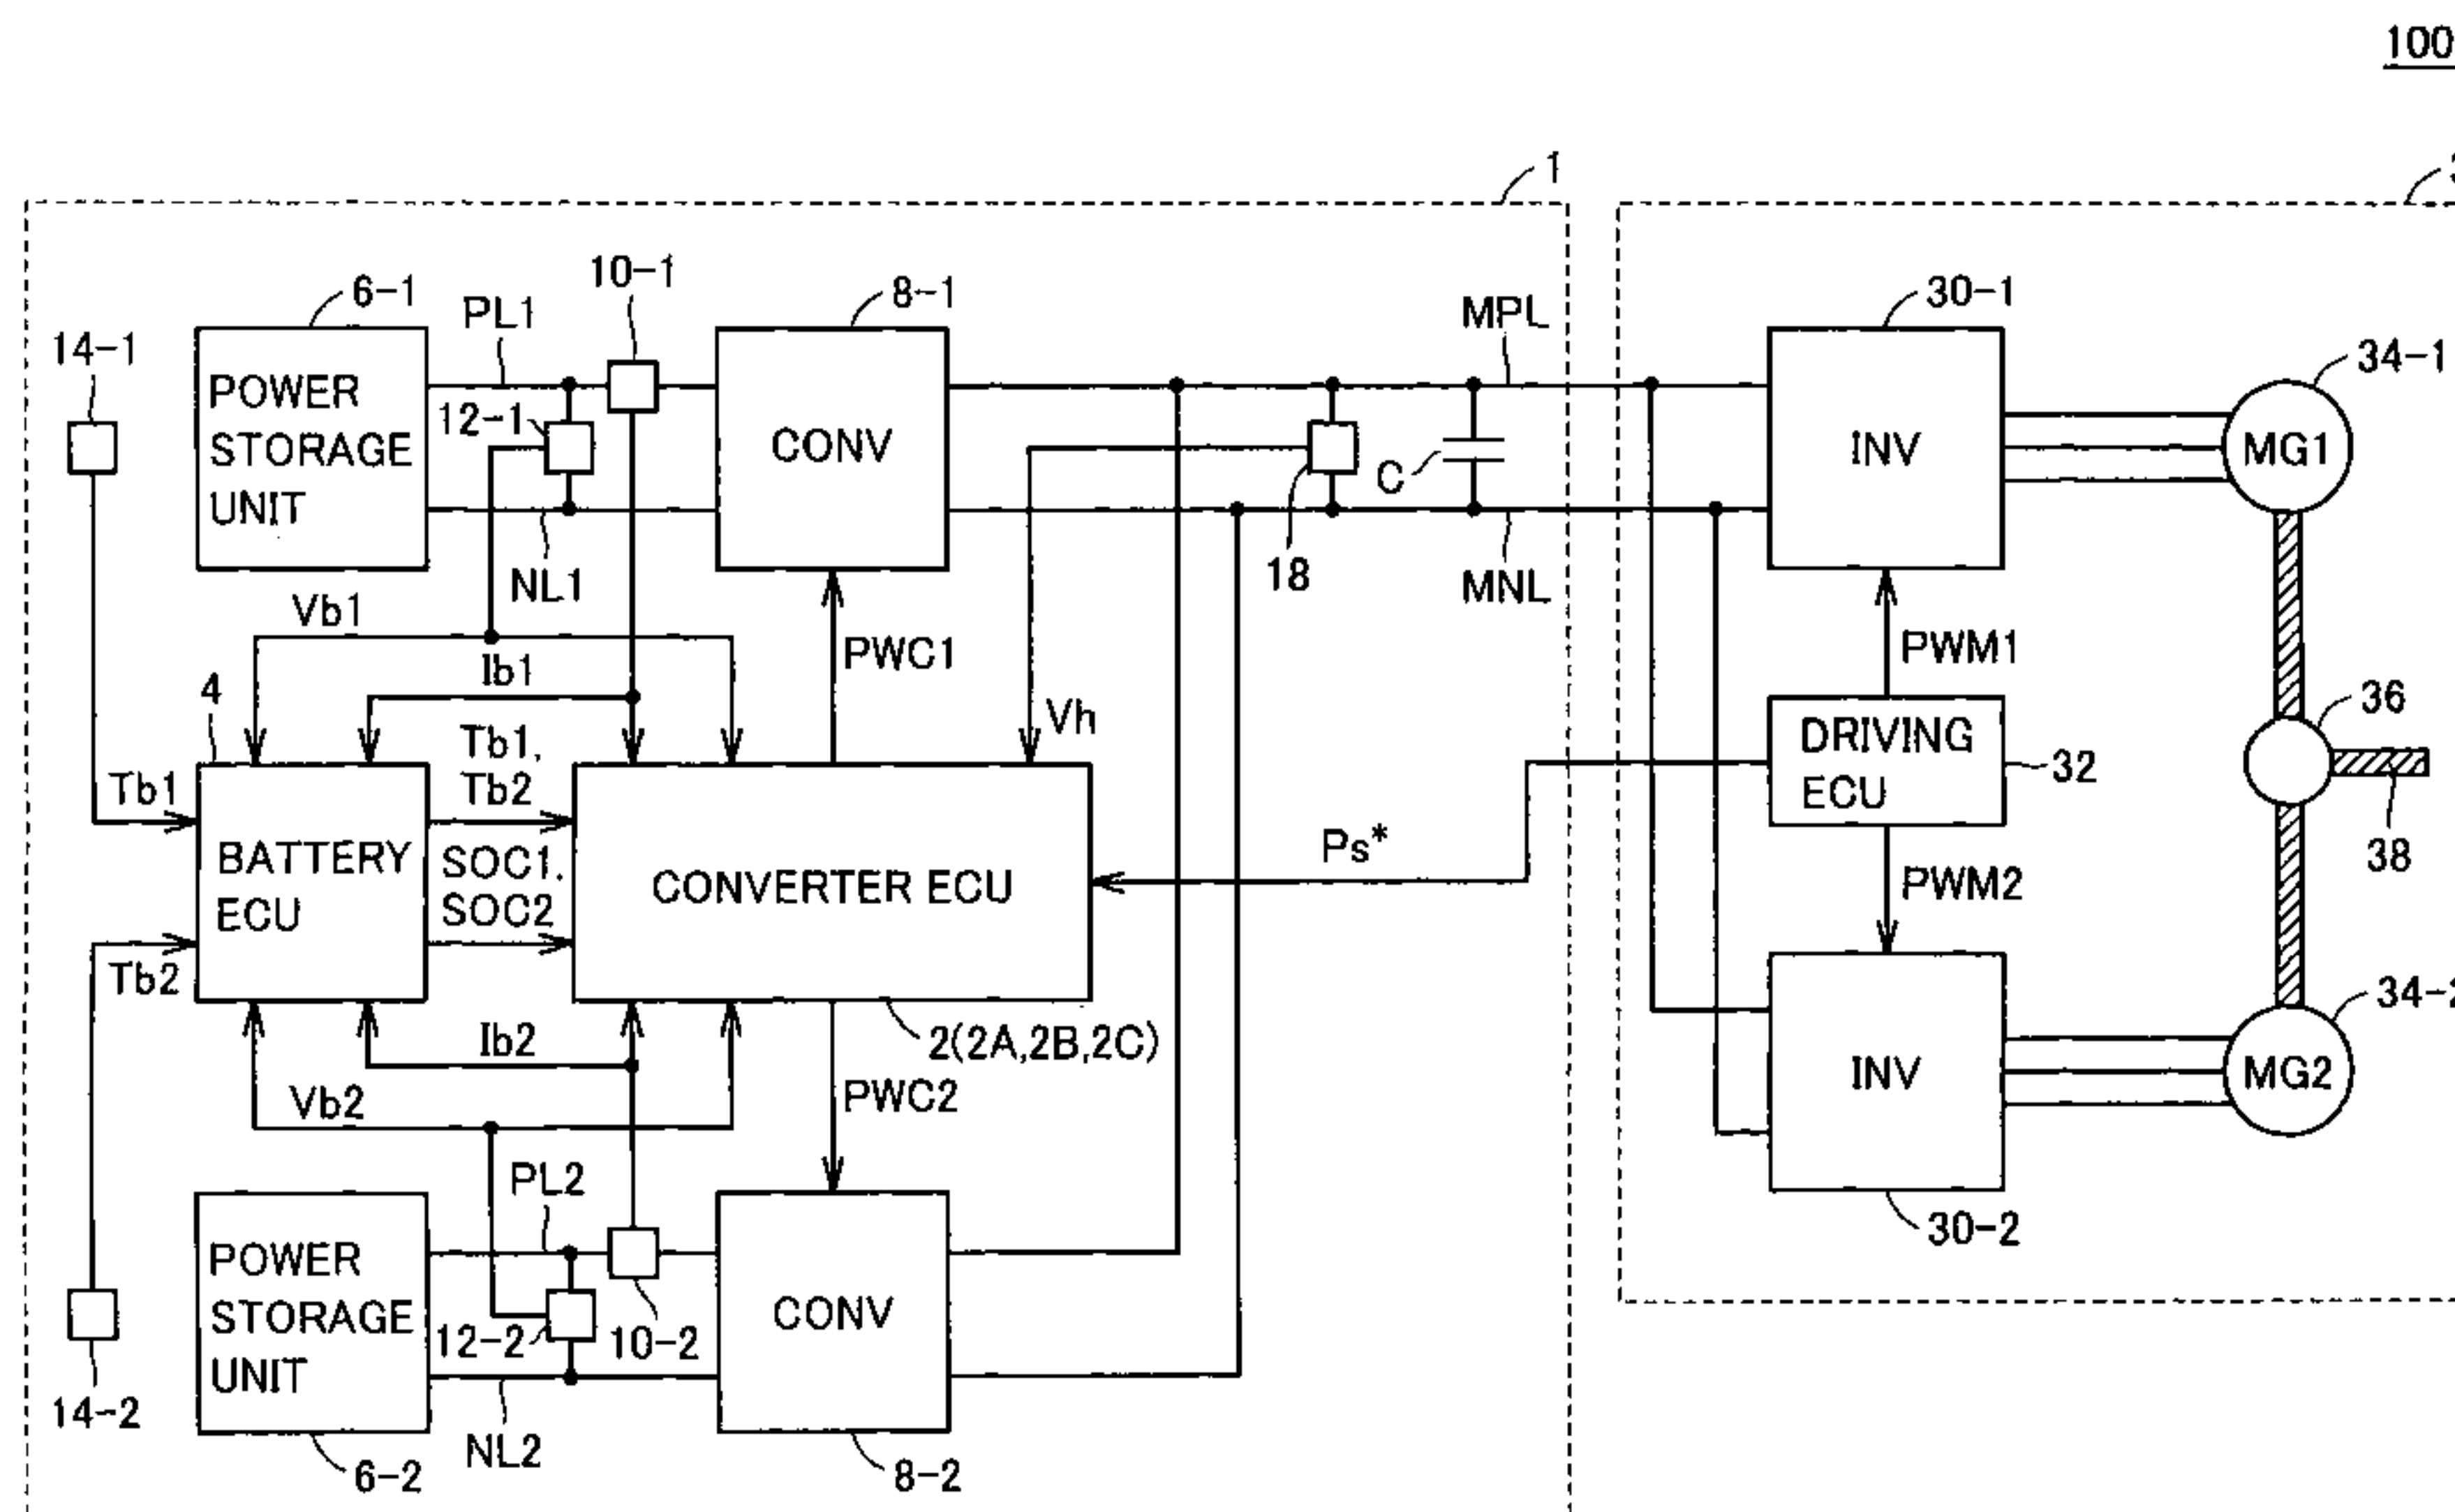 100
1
3
10-1
6-1
PL1
8-1
MPL
30-1
14-1
34-1
POWER
STORAGE
UNIT
12-1
CONV
C
INV
MG1
NL1
18
MNL
Vb1
PWC1
PWM1
Ib1
4
Vh
36
Tb1,
Tb2
DRIVING
ECU
32
Tb1
38
BATTERY
ECU
SOC1,
SOC2
CONVERTER ECU
Ps*
PWM2
Tb2
34-2
Ib2
2(2A,2B,2C)
Vb2
PWC2
INV
MG2
PL2
30-2
POWER
STORAGE
UNIT
12-2
10-2
CONV
14-2
NL2
6-2
8-2